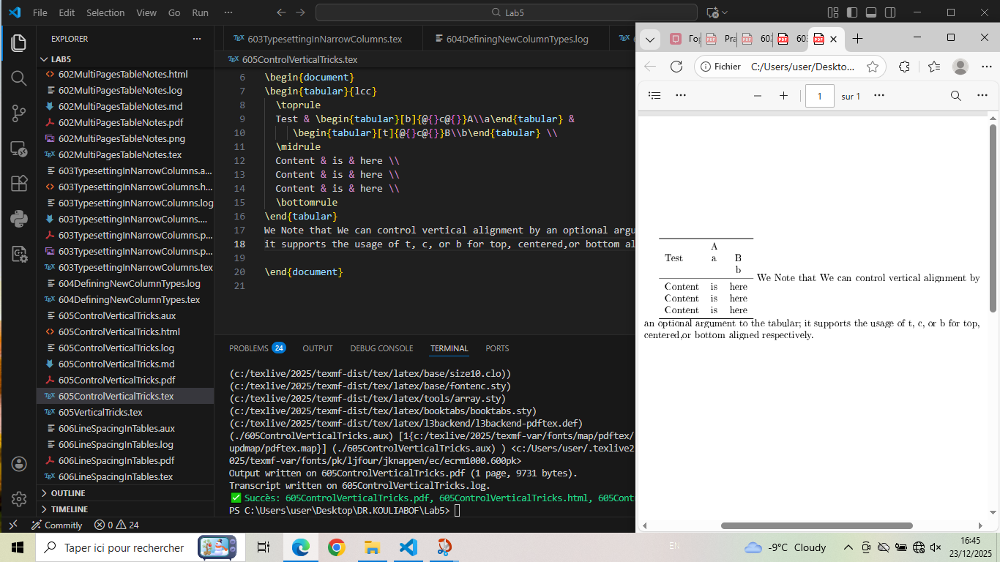 File Edit Selection View Go Run ··· Lab5
EXPLORER ···
LAB5
602MultiPagesTableNotes.html
602MultiPagesTableNotes.log
602MultiPagesTableNotes.md
602MultiPagesTableNotes.pdf
602MultiPagesTableNotes.png
602MultiPagesTableNotes.tex
603TypesettingInNarrowColumns.a...
603TypesettingInNarrowColumns.h...
603TypesettingInNarrowColumns.log
603TypesettingInNarrowColumns....
603TypesettingInNarrowColumns.p...
603TypesettingInNarrowColumns.p...
603TypesettingInNarrowColumns.tex
604DefiningNewColumnTypes.log
604DefiningNewColumnTypes.tex
605ControlVerticalTricks.aux
605ControlVerticalTricks.html
605ControlVerticalTricks.log
605ControlVerticalTricks.md
605ControlVerticalTricks.pdf
605ControlVerticalTricks.tex
605VerticalTricks.tex
606LineSpacingInTables.aux
606LineSpacingInTables.log
606LineSpacingInTables.pdf
606LineSpacingInTables.tex
OUTLINE
TIMELINE
603TypesettingInNarrowColumns.tex 604DefiningNewColumnTypes.log
605ControlVerticalTricks.tex
6 \begin{document}
7 \begin{tabular}{lcc}
8 \toprule
9 Test & \begin{tabular}[b]{@{}c@{}}A\\a\end{tabular} &
10 \begin{tabular}[t]{@{}c@{}}B\\b\end{tabular} \\
11 \midrule
12 Content & is & here \\
13 Content & is & here \\
14 Content & is & here \\
15 \bottomrule
16 \end{tabular}
17 We Note that We can control vertical alignment by an optional argu
18 it supports the usage of t, c, or b for top, centered,or bottom al
19
20 \end{document}
21
PROBLEMS 24 OUTPUT DEBUG CONSOLE TERMINAL PORTS
(c:/texlive/2025/texmf-dist/tex/latex/base/size10.clo))
(c:/texlive/2025/texmf-dist/tex/latex/base/fontenc.sty)
(c:/texlive/2025/texmf-dist/tex/latex/tools/array.sty)
(c:/texlive/2025/texmf-dist/tex/latex/booktabs/booktabs.sty)
(c:/texlive/2025/texmf-dist/tex/latex/l3backend/l3backend-pdftex.def)
(./605ControlVerticalTricks.aux) [1{c:/texlive/2025/texmf-var/fonts/map/pdftex/
updmap/pdftex.map}] (./605ControlVerticalTricks.aux) ) <c:/Users/user/.texlive2
025/texmf-var/fonts/pk/ljfour/jknappen/ec/ecrm1000.600pk>
Output written on 605ControlVerticalTricks.pdf (1 page, 9731 bytes).
Transcript written on 605ControlVerticalTricks.log.
✅ Succès: 605ControlVerticalTricks.pdf, 605ControlVerticalTricks.html, 605Cont
PS C:\Users\user\Desktop\DR.KOULIABOF\Lab5>
Commitly 0 24
Pra 602 60
Fichier C:/Users/user/Deskto...
1 sur 1
A
Test a B
b
Content is here
Content is here
Content is here
We Note that We can control vertical alignment by
an optional argument to the tabular; it supports the usage of t, c, or b for top,
centered,or bottom aligned respectively.
Taper ici pour rechercher
EN
-9°C Cloudy
16:45
23/12/2025